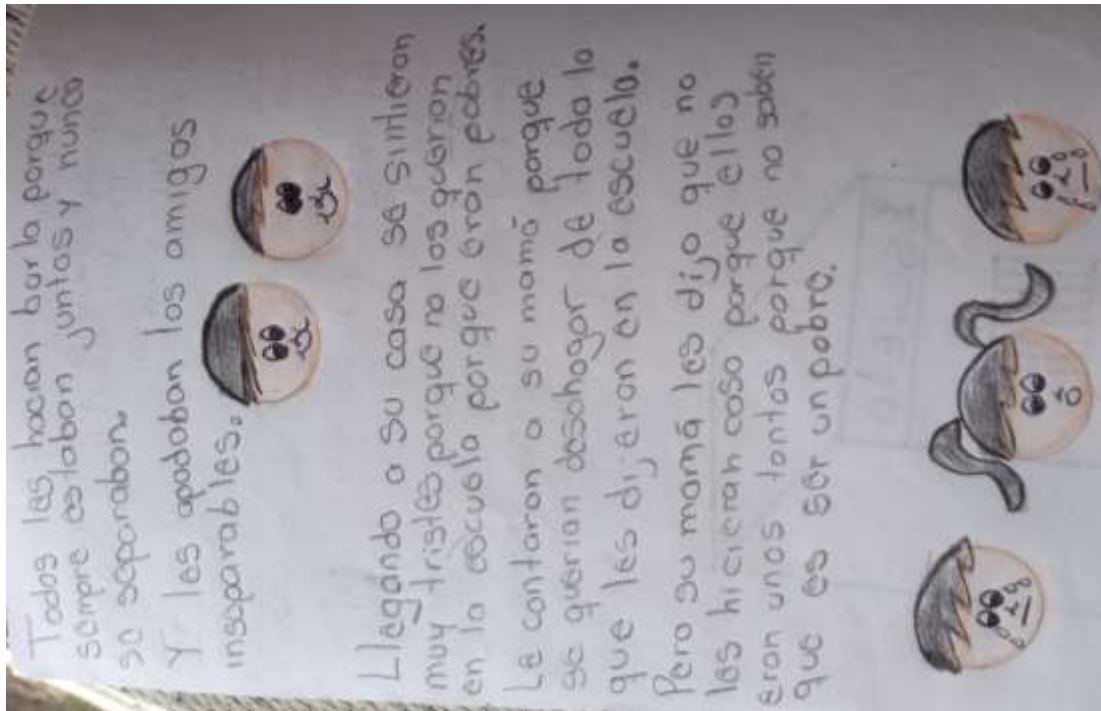 Todos les hacian burla porque
siempre estaban juntos y nunca
se separaban.
Y les apodaban los amigos
inseparables.
Llegando a su casa se sintieron
muy tristes porque no los querian
en la escuela porque eran pobres.
Le contaron a su mamá porque
se querian desahogar de todo lo
que les dijeron en la escuela.
Pero su mamá les dijo que no
les hicieran caso porque ellos
eran unos tontos porque no saben
que es ser un pobre.